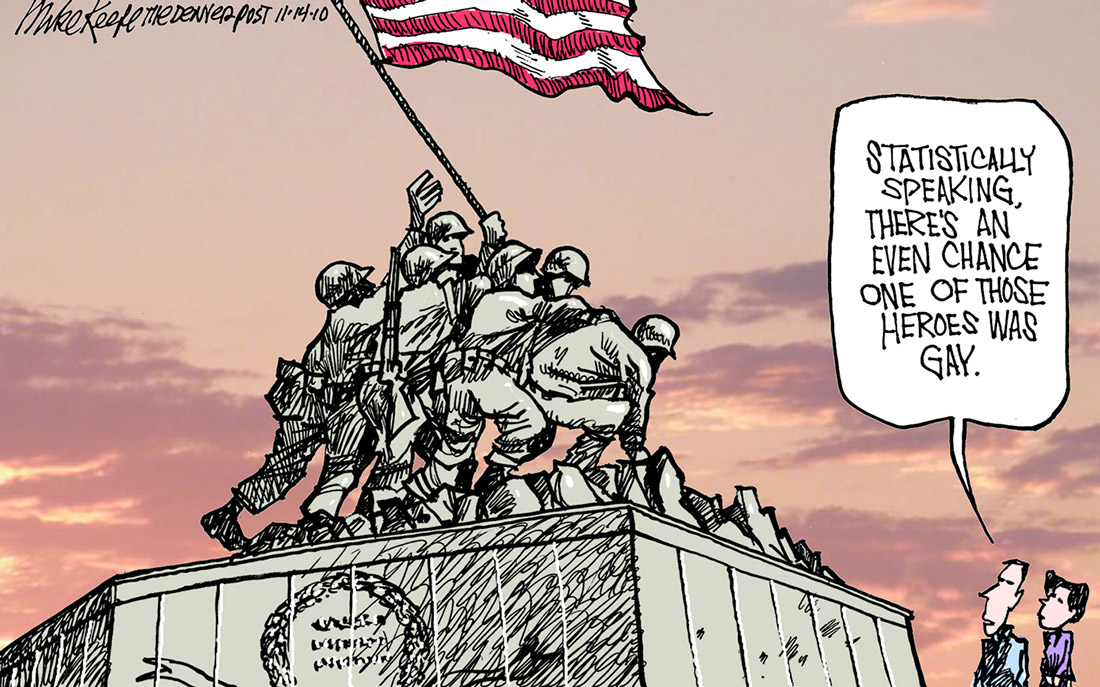 Mike Keefe THE DENVER POST 11-14-10
STATISTICALLY
SPEAKING,
THERE'S AN
EVEN CHANCE
ONE OF THOSE
HEROES WAS
GAY.